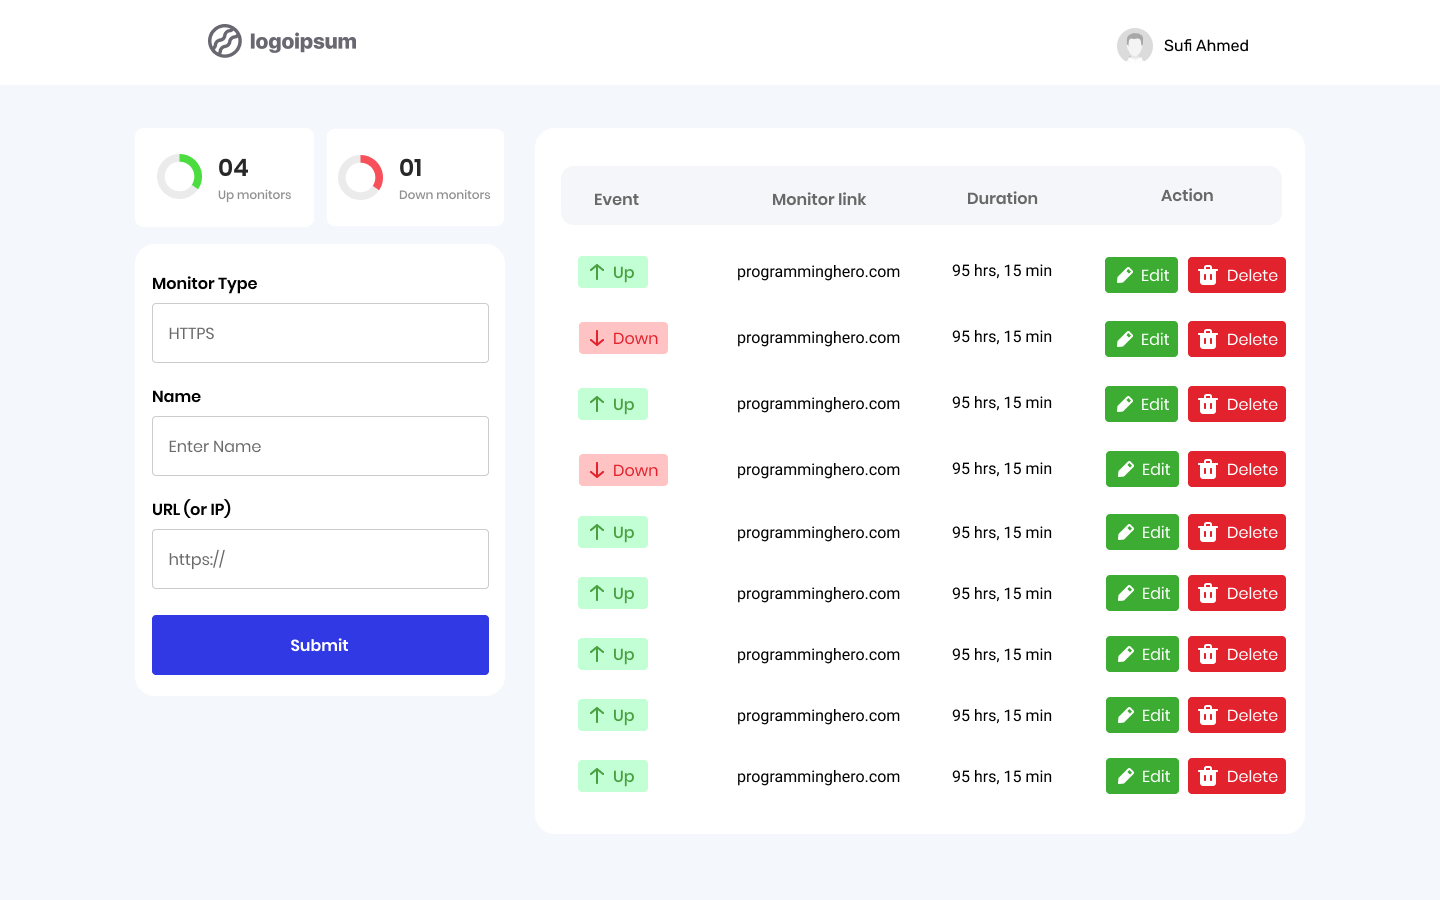 logoipsum
Sufi Ahmed
04
Up monitors
01
Down monitors
Monitor Type
HTTPS
Name
Enter Name
URL (or IP)
https://
Submit
Event Monitor link Duration Action
Up programminghero.com 95 hrs, 15 min Edit Delete
Down programminghero.com 95 hrs, 15 min Edit Delete
Up programminghero.com 95 hrs, 15 min Edit Delete
Down programminghero.com 95 hrs, 15 min Edit Delete
Up programminghero.com 95 hrs, 15 min Edit Delete
Up programminghero.com 95 hrs, 15 min Edit Delete
Up programminghero.com 95 hrs, 15 min Edit Delete
Up programminghero.com 95 hrs, 15 min Edit Delete
Up programminghero.com 95 hrs, 15 min Edit Delete